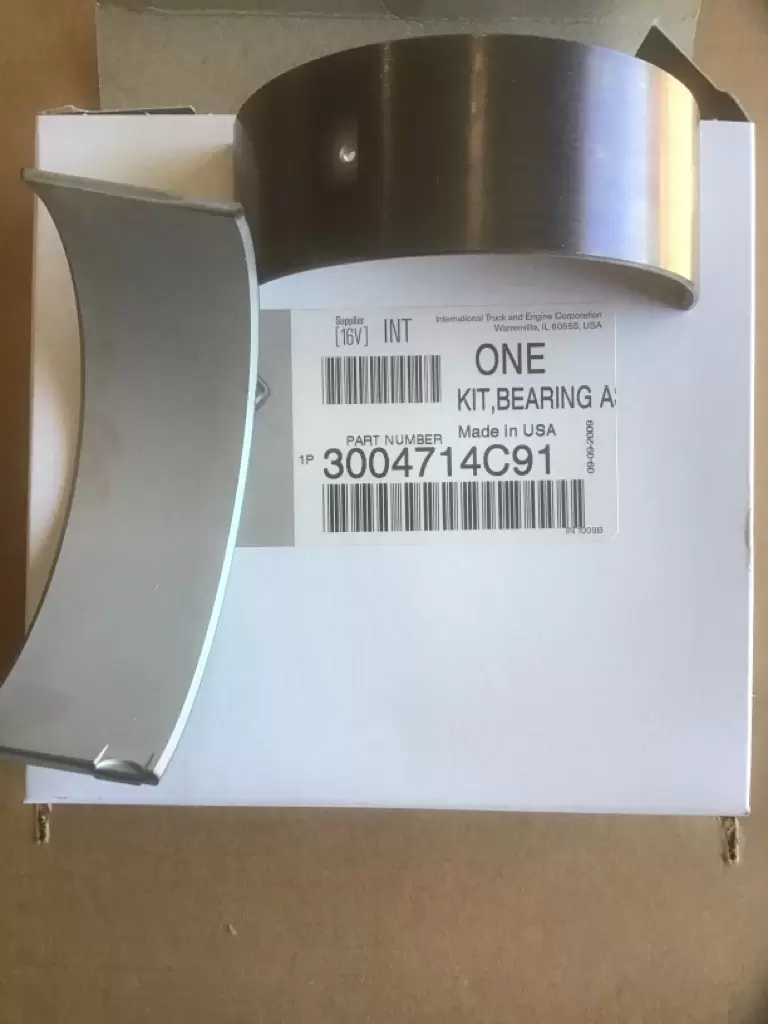 Supplier
[16V] INT
International Truck and Engine Corporation
Warrenville, IL 60555, USA
ONE
KIT,BEARING AS
Made in USA
PART NUMBER
1P 3004714C91
09-09-2009
IN 1009B